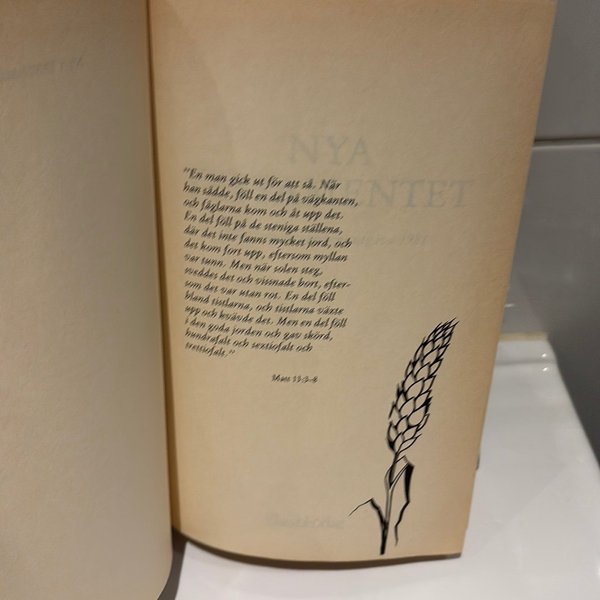 NYA
ENTET
"En man gick ut för att så. När
han sådde, föll en del på vägkanten,
och fåglarna kom och åt upp det.
En del föll på de steniga ställena,
där det inte fanns mycket jord, och
det kom fort upp, eftersom myllan
var tunn. Men när solen steg,
sveddes det och vissnade bort, efter-
som det var utan rot. En del föll
bland tistlarna, och tistlarna växte
upp och kvävde det. Men en del föll
i den goda jorden och gav skörd,
hundrafalt och sextiofalt och
trettiofalt."
Matt 13:3-8